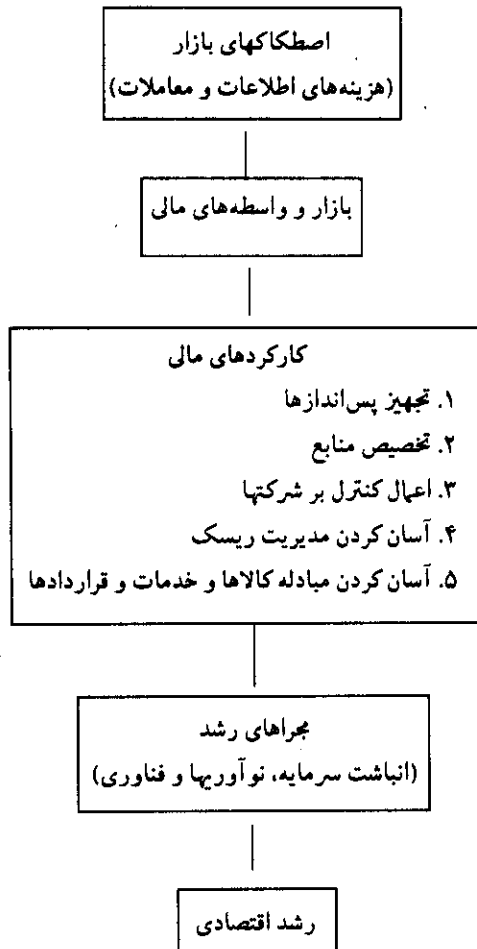 اصطکاکهای بازار
(هزینه‌های اطلاعات و معاملات)
بازار و واسطه‌های مالی
کارکردهای مالی
۱. تجهیز پس‌اندازها
۲. تخصیص منابع
۳. اعمال کنترل بر شرکتها
۴. آسان کردن مدیریت ریسک
۵. آسان کردن مبادله کالاها و خدمات و قراردادها
مجراهای رشد
(انباشت سرمایه، نوآوریها و فناوری)
رشد اقتصادی